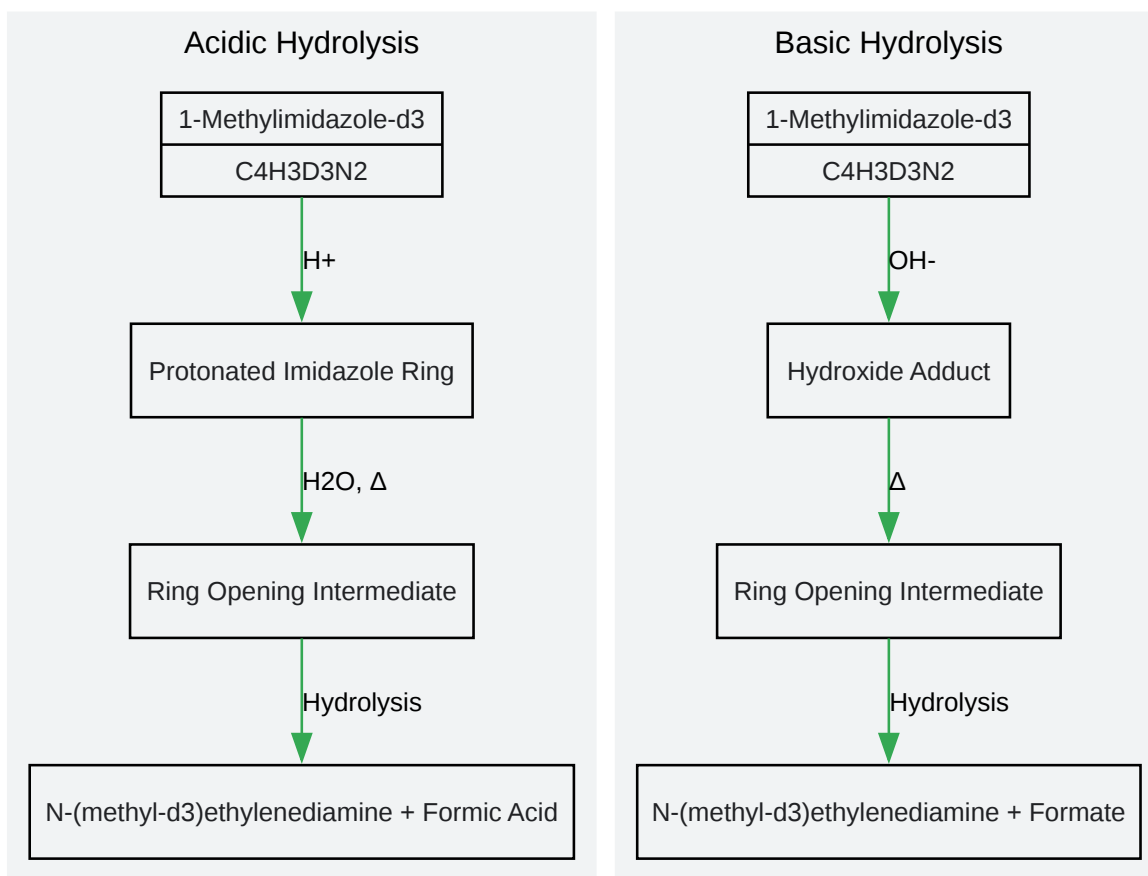 Acidic Hydrolysis
1-Methylimidazole-d3
C4H3D3N2
H+
Protonated Imidazole Ring
H2O, Δ
Ring Opening Intermediate
Hydrolysis
N-(methyl-d3)ethylenediamine + Formic Acid
Basic Hydrolysis
1-Methylimidazole-d3
C4H3D3N2
OH-
Hydroxide Adduct
Δ
Ring Opening Intermediate
Hydrolysis
N-(methyl-d3)ethylenediamine + Formate